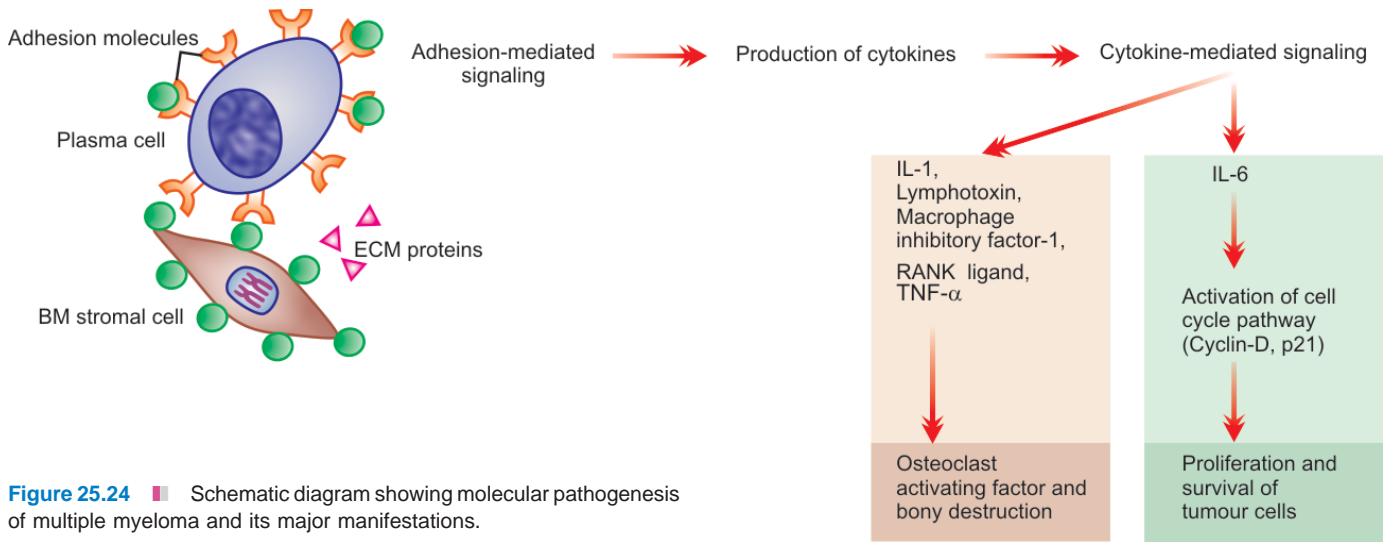 Adhesion molecules
Plasma cell
ECM proteins
BM stromal cell
Adhesion-mediated
signaling
Production of cytokines
Cytokine-mediated signaling
IL-1,
Lymphotoxin,
Macrophage
inhibitory factor-1,
RANK ligand,
TNF-α
Osteoclast
activating factor and
bony destruction
IL-6
Activation of cell
cycle pathway
(Cyclin-D, p21)
Proliferation and
survival of
tumour cells
Figure 25.24 Schematic diagram showing molecular pathogenesis
of multiple myeloma and its major manifestations.